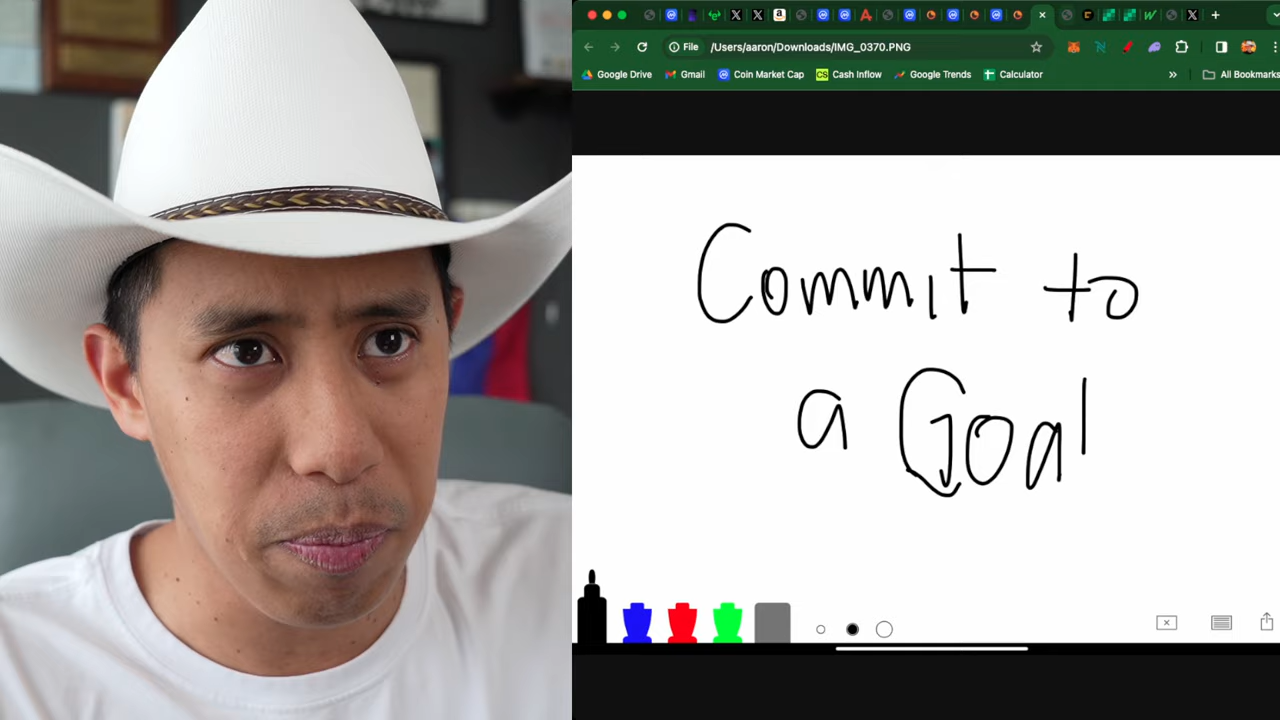 File
/Users/aaron/Downloads/IMG_0370.PNG
Google Drive
Gmail
Coin Market Cap
CS
Cash Inflow
Google Trends
Calculator
»
All Bookmarks
Commit to
a Goal